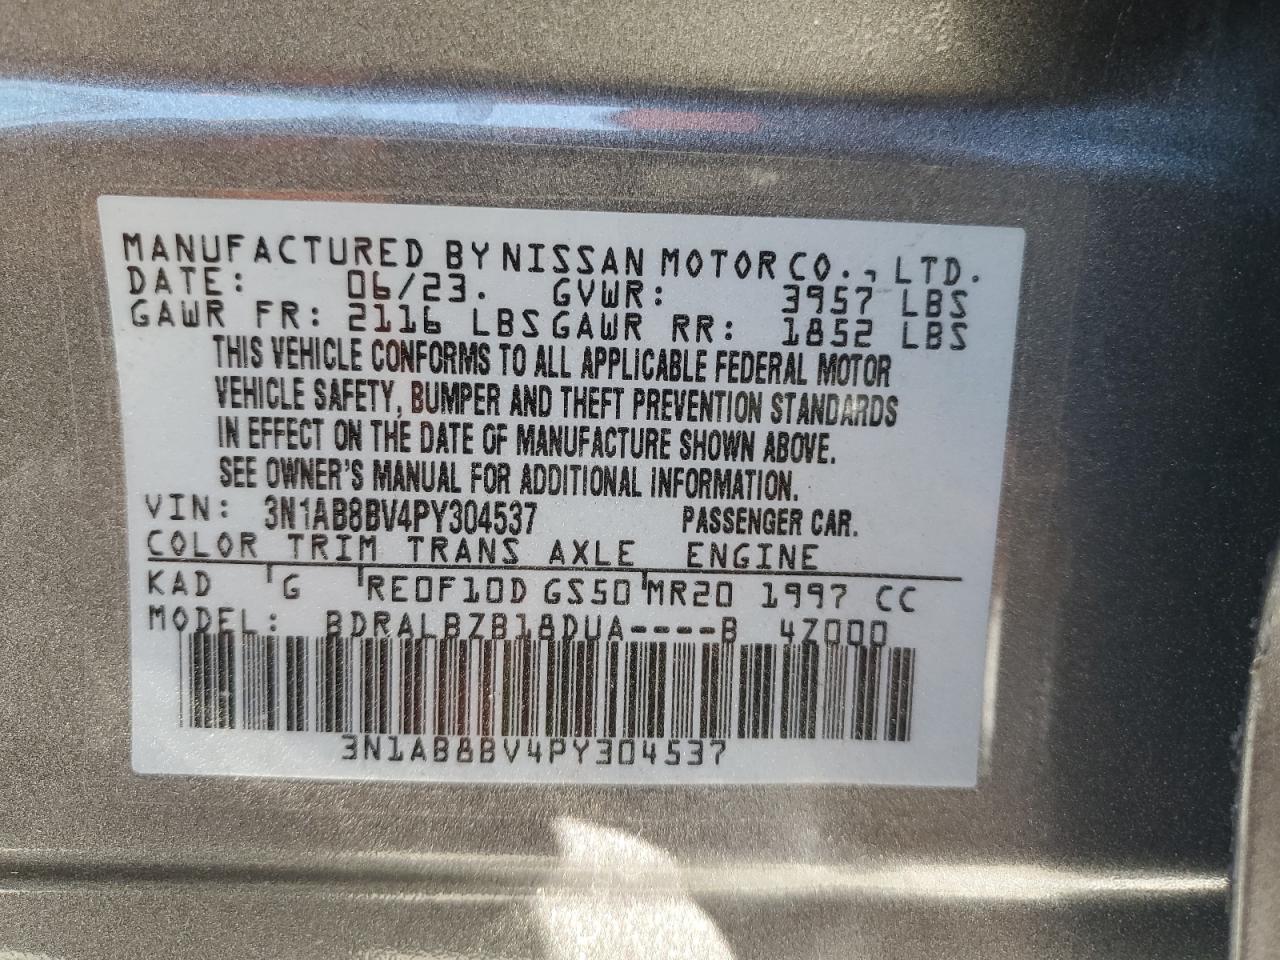 MANUFACTURED BY NISSAN MOTOR CO., LTD.
DATE: 06/23. GVWR: 3957 LBS
GAWR FR: 2116 LBS GAWR RR: 1852 LBS
THIS VEHICLE CONFORMS TO ALL APPLICABLE FEDERAL MOTOR
VEHICLE SAFETY, BUMPER AND THEFT PREVENTION STANDARDS
IN EFFECT ON THE DATE OF MANUFACTURE SHOWN ABOVE.
SEE OWNER'S MANUAL FOR ADDITIONAL INFORMATION.
VIN: 3N1AB8BV4PY304537 PASSENGER CAR.
COLOR TRIM TRANS AXLE ENGINE
KAD G RE0F10D GS50 MR20 1997 CC
MODEL: BDRALBZB18DUA----B 4Z000
3N1AB8BV4PY304537